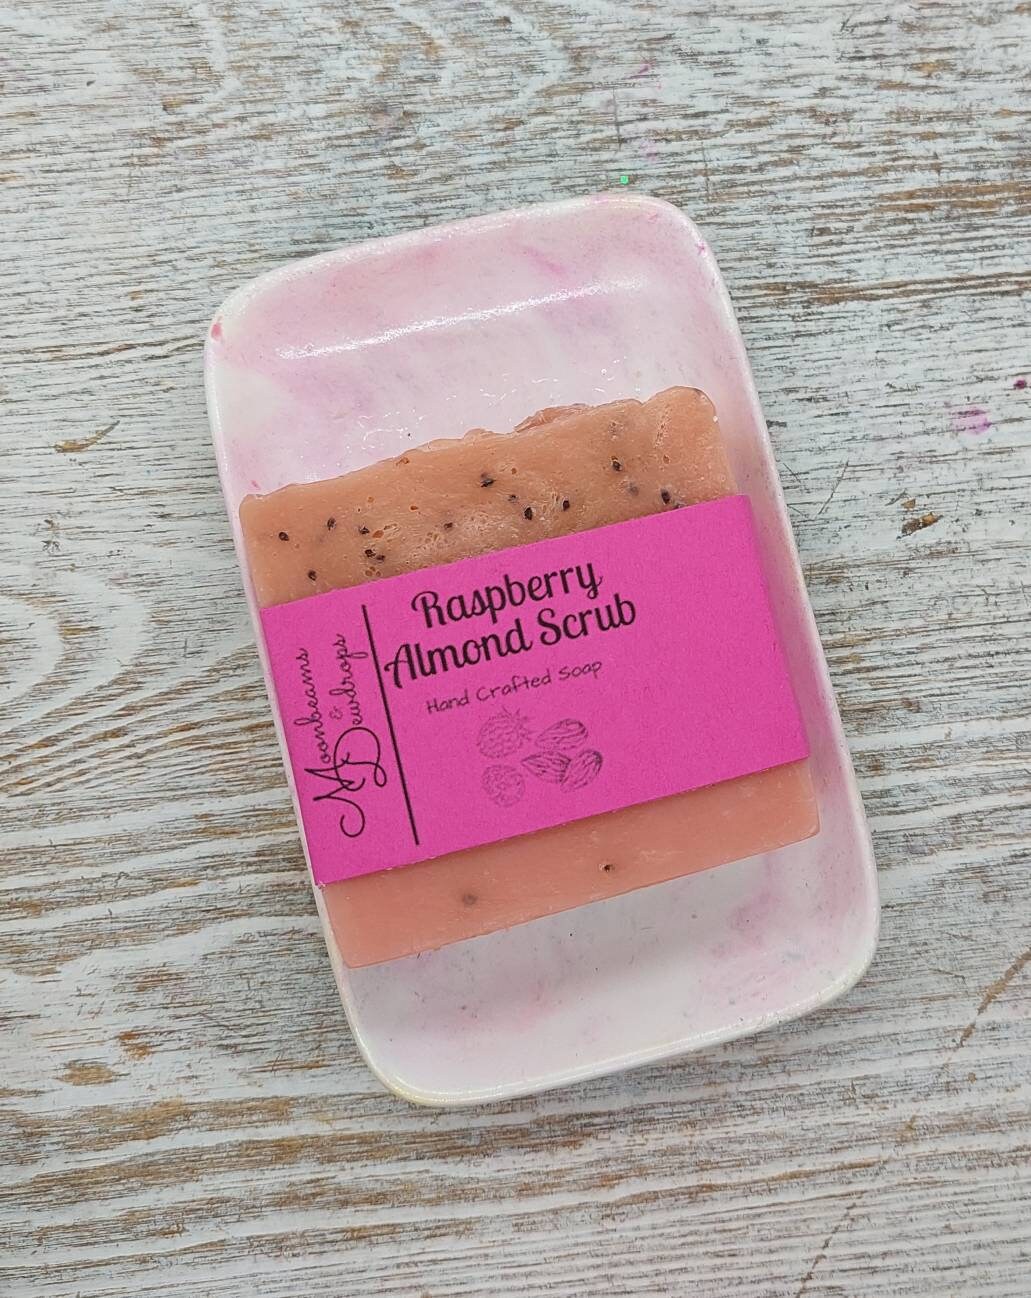 Raspberry
Almond Scrub
Hand Crafted Soap
Moonbeams
&
Dewdrops